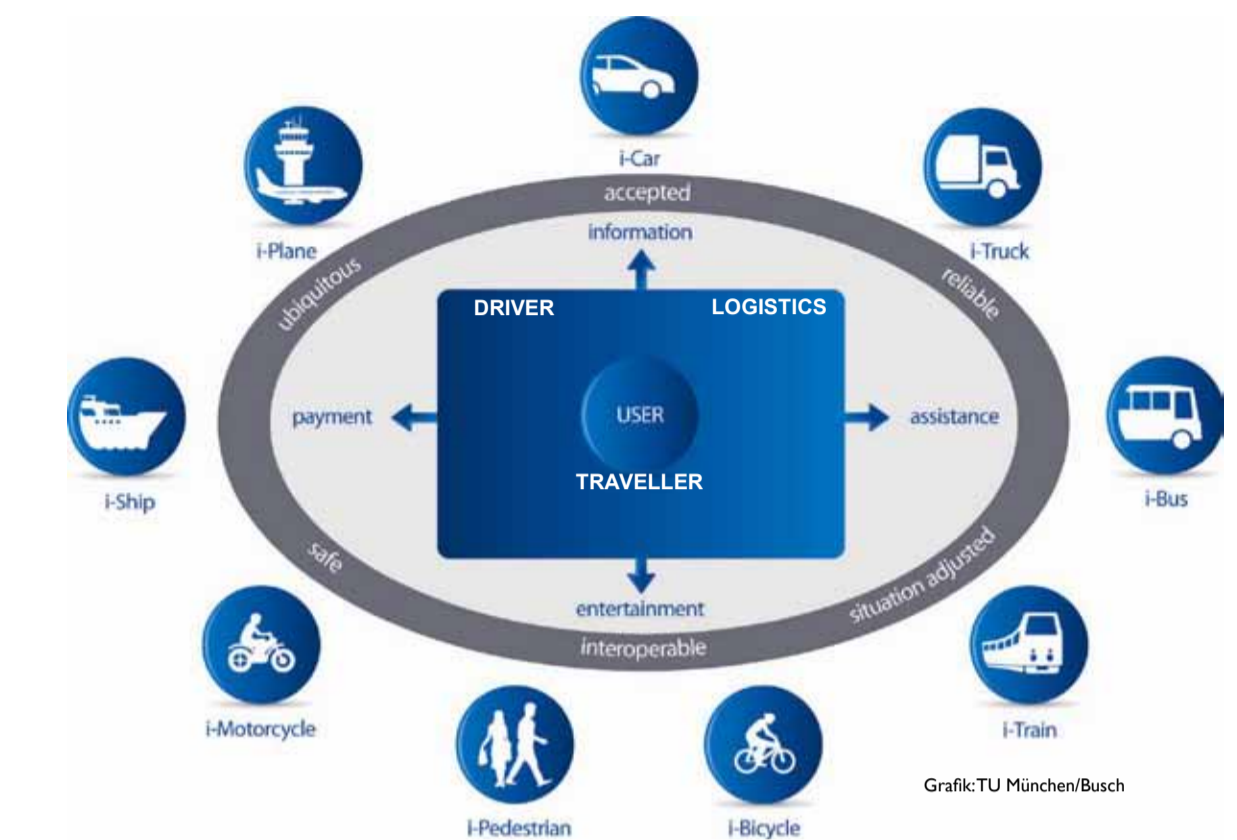 i-Car
i-Plane
i-Truck
accepted
ubiquitous
reliable
information
DRIVER
LOGISTICS
payment
USER
assistance
TRAVELLER
i-Ship
i-Bus
safe
situation adjusted
entertainment
interoperable
i-Motorcycle
i-Train
Grafik: TU München/Busch
i-Pedestrian
i-Bicycle